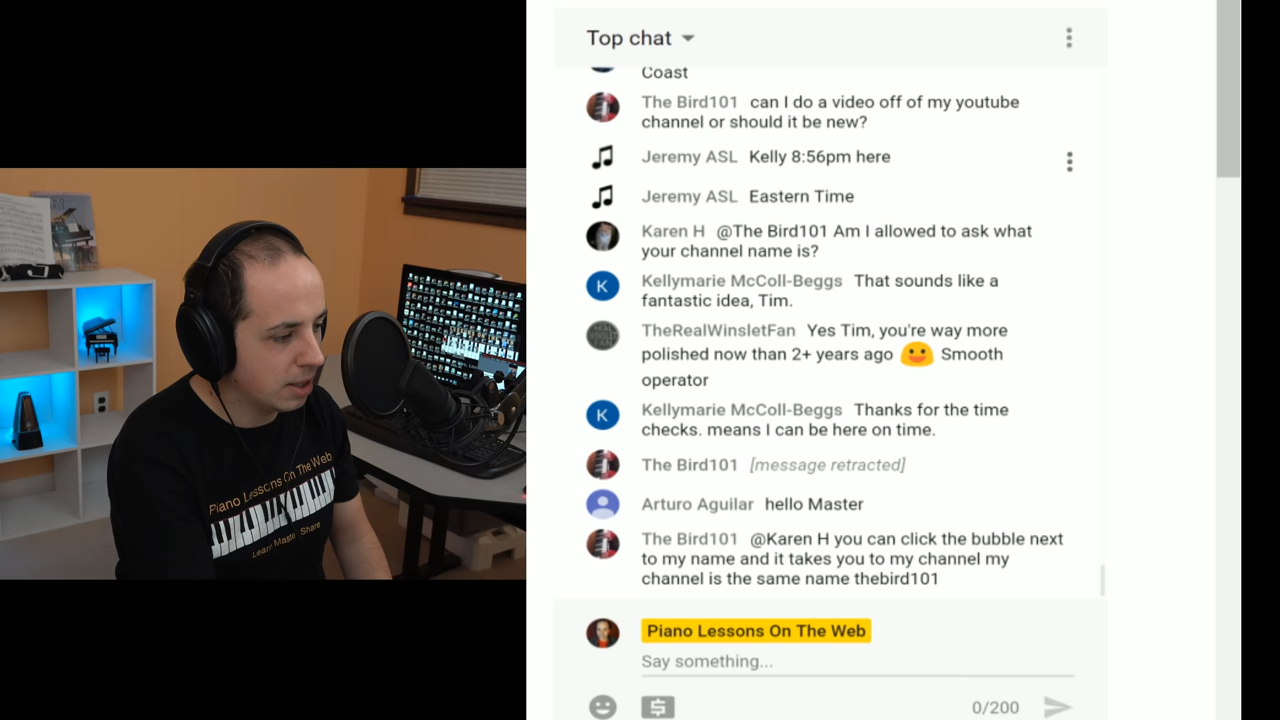 Top chat
Coast
The Bird101 can I do a video off of my youtube
channel or should it be new?
Jeremy ASL Kelly 8:56pm here
Jeremy ASL Eastern Time
Karen H @The Bird101 Am I allowed to ask what
your channel name is?
K Kellymarie McColl-Beggs That sounds like a
fantastic idea, Tim.
TheRealWinsletFan Yes Tim, you're way more
polished now than 2+ years ago Smooth
operator
K Kellymarie McColl-Beggs Thanks for the time
checks. means I can be here on time.
The Bird101 [message retracted]
Arturo Aguilar hello Master
The Bird101 @Karen H you can click the bubble next
to my name and it takes you to my channel my
channel is the same name thebird101
Piano Lessons On The Web
Say something...
0/200
Piano Lessons On The Web
Learn Master Share